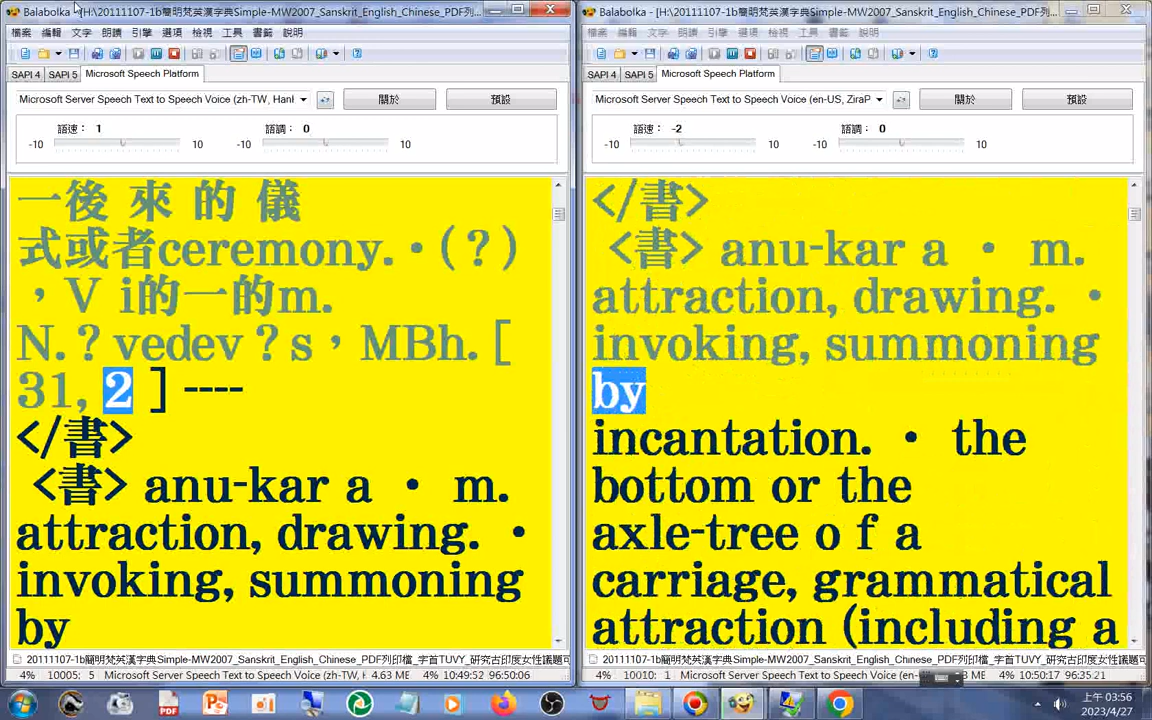 Balabolka - [H:\20111107-1b簡明梵英漢字典Simple-MW2007_Sanskrit_English_Chinese_PDF列...
檔案 編輯 文字 朗讀 引擎 選項 檢視 工具 書籤 說明
SAPI 4 SAPI 5 Microsoft Speech Platform
Microsoft Server Speech Text to Speech Voice (zh-TW, Hanl 關於 預設
語速： 1 語調： 0
-10 10 -10 10
一後 來 的 儀
式或者ceremony.・(？)
，V i的一的m.
N.？vedev？s，MBh.［
31, 2 ］----
</書>
<書> anu-kar a ・ m.
attraction, drawing. ・
invoking, summoning
by
20111107-1b簡明梵英漢字典Simple-MW2007_Sanskrit_English_Chinese_PDF列印檔_字首TUVY_研究古印度女性議題可
4% 10005: 5 Microsoft Server Speech Text to Speech Voice (zh-TW, H 4.63 ME 4% 10:49:52 96:50:06
Balabolka - [H:\20111107-1b簡明梵英漢字典Simple-MW2007_Sanskrit_English_Chinese_PDF列印...
檔案 編輯 文字 朗讀 引擎 選項 檢視 工具 書籤 說明
SAPI 4 SAPI 5 Microsoft Speech Platform
Microsoft Server Speech Text to Speech Voice (en-US, ZiraP 關於 預設
語速： -2 語調： 0
-10 10 -10 10
</書>
<書> anu-kar a ・ m.
attraction, drawing. ・
invoking, summoning
by
incantation. ・ the
bottom or the
axle-tree o f a
carriage, grammatical
attraction (including a
20111107-1b簡明梵英漢字典Simple-MW2007_Sanskrit_English_Chinese_PDF列印檔_字首TUVY_研究古印度女性議題可
4% 10010: 1 Microsoft Server Speech Text to Speech Voice (en-US, Z 4.63 ME 4% 10:50:17 96:35:21
上午 03:56
2023/4/27